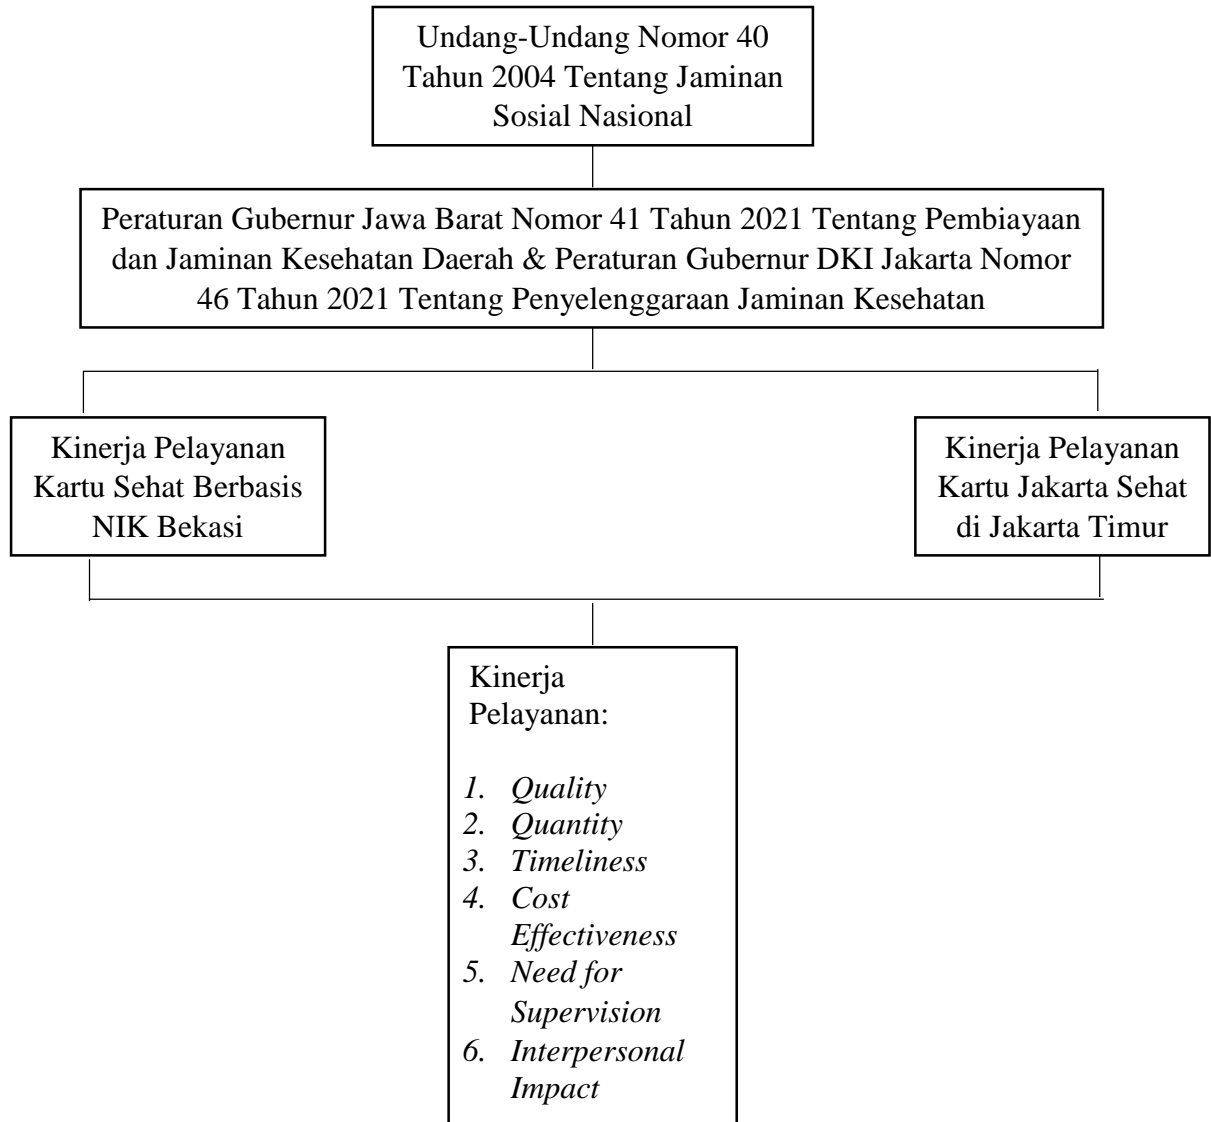 Undang-Undang Nomor 40
Tahun 2004 Tentang Jaminan
Sosial Nasional
Peraturan Gubernur Jawa Barat Nomor 41 Tahun 2021 Tentang Pembiayaan
dan Jaminan Kesehatan Daerah & Peraturan Gubernur DKI Jakarta Nomor
46 Tahun 2021 Tentang Penyelenggaraan Jaminan Kesehatan
Kinerja Pelayanan
Kartu Sehat Berbasis
NIK Bekasi
Kinerja Pelayanan
Kartu Jakarta Sehat
di Jakarta Timur
Kinerja
Pelayanan:
1. Quality
2. Quantity
3. Timeliness
4. Cost
Effectiveness
5. Need for
Supervision
6. Interpersonal
Impact